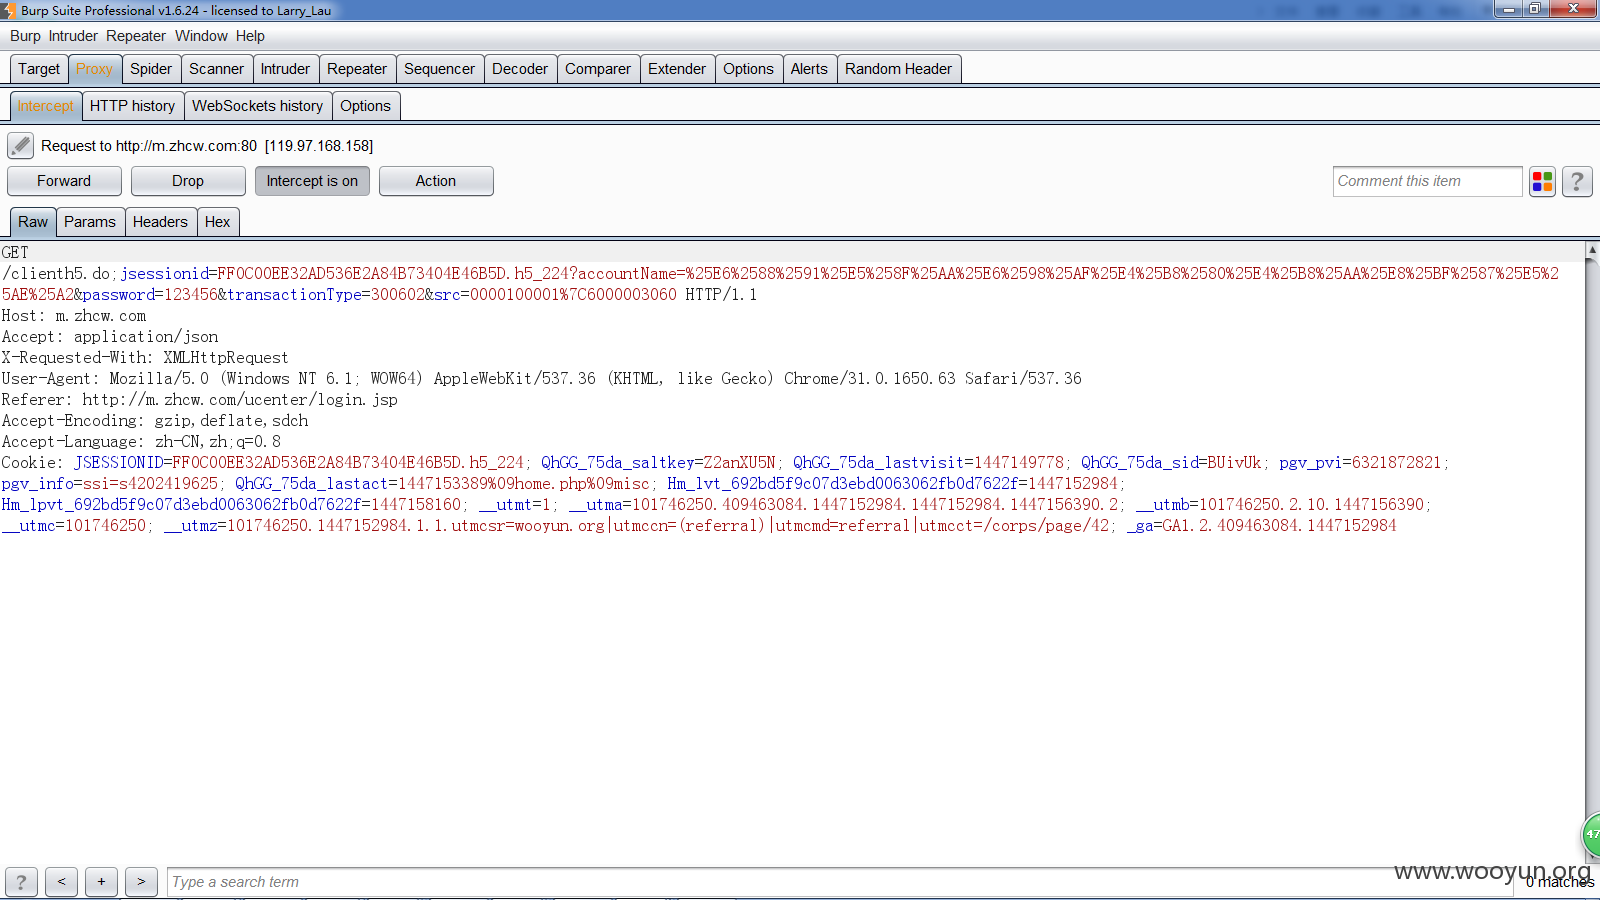 Burp Suite Professional v1.6.24 - licensed to Larry_Lau
Burp Intruder Repeater Window Help
Target Proxy Spider Scanner Intruder Repeater Sequencer Decoder Comparer Extender Options Alerts Random Header
Intercept HTTP history WebSockets history Options
Request to http://m.zhcw.com:80 [119.97.168.158]
Forward Drop Intercept is on Action Comment this item ?
Raw Params Headers Hex
GET
/clienth5.do;jsessionid=FF0C00EE32AD536E2A84B73404E46B5D.h5_224?accountName=%25E6%2588%2591%25E5%258F%25AA%25E6%2598%25AF%25E4%25B8%2580%25E4%25B8%25AA%25E8%25BF%2587%25E5%2
5AE%25A2&password=123456&transactionType=300602&src=0000100001%7C6000003060 HTTP/1.1
Host: m.zhcw.com
Accept: application/json
X-Requested-With: XMLHttpRequest
User-Agent: Mozilla/5.0 (Windows NT 6.1; WOW64) AppleWebKit/537.36 (KHTML, like Gecko) Chrome/31.0.1650.63 Safari/537.36
Referer: http://m.zhcw.com/ucenter/login.jsp
Accept-Encoding: gzip,deflate,sdch
Accept-Language: zh-CN,zh;q=0.8
Cookie: JSESSIONID=FF0C00EE32AD536E2A84B73404E46B5D.h5_224; QhGG_75da_saltkey=Z2anXU5N; QhGG_75da_lastvisit=1447149778; QhGG_75da_sid=BUivUk; pgv_pvi=6321872821;
pgv_info=ssi=s4202419625; QhGG_75da_lastact=1447153389%09home.php%09misc; Hm_lvt_692bd5f9c07d3ebd0063062fb0d7622f=1447152984;
Hm_lpvt_692bd5f9c07d3ebd0063062fb0d7622f=1447158160; __utmt=1; __utma=101746250.409463084.1447152984.1447152984.1447156390.2; __utmb=101746250.2.10.1447156390;
__utmc=101746250; __utmz=101746250.1447152984.1.1.utmcsr=wooyun.org|utmccn=(referral)|utmcmd=referral|utmcct=/corps/page/42; _ga=GA1.2.409463084.1447152984
47
www.wooyun.org
? < + > Type a search term 0 matches